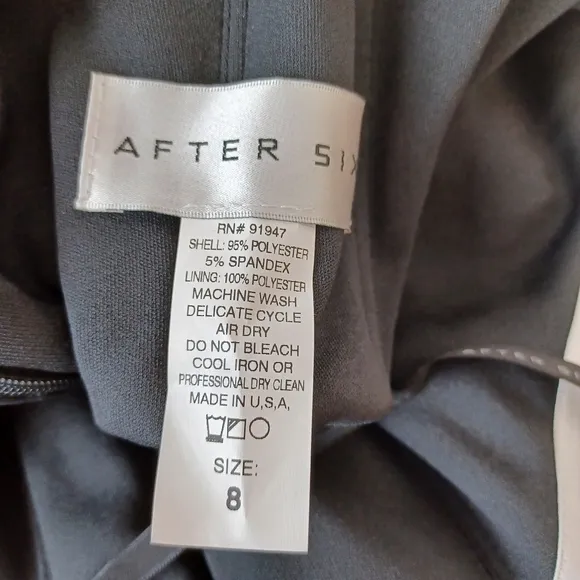 AFTER SIX
RN# 91947
SHELL: 95% POLYESTER
5% SPANDEX
LINING: 100% POLYESTER
MACHINE WASH
DELICATE CYCLE
AIR DRY
DO NOT BLEACH
COOL IRON OR
PROFESSIONAL DRY CLEAN
MADE IN U,S,A,
SIZE:
8